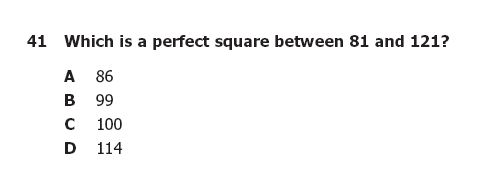 41 Which is a perfect square between 81 and 121?
A 86
B 99
C 100
D 114